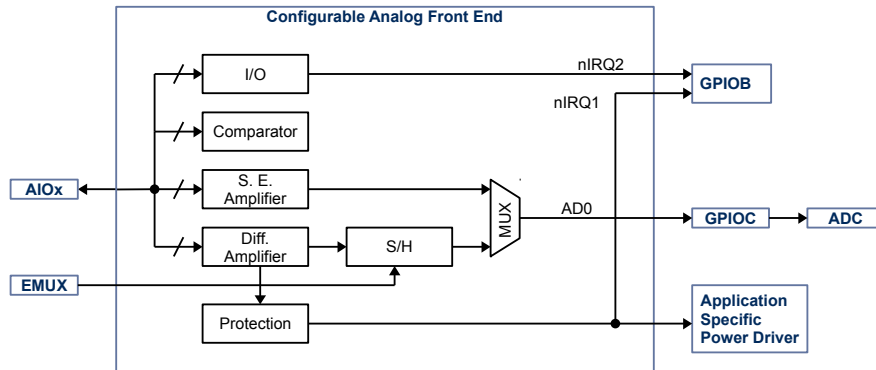 Configurable Analog Front End
I/O
nIRQ2
GPIOB
nIRQ1
Comparator
AIOx
S. E.
Amplifier
MUX
AD0
GPIOC
ADC
Diff.
Amplifier
S/H
EMUX
Protection
Application
Specific
Power Driver